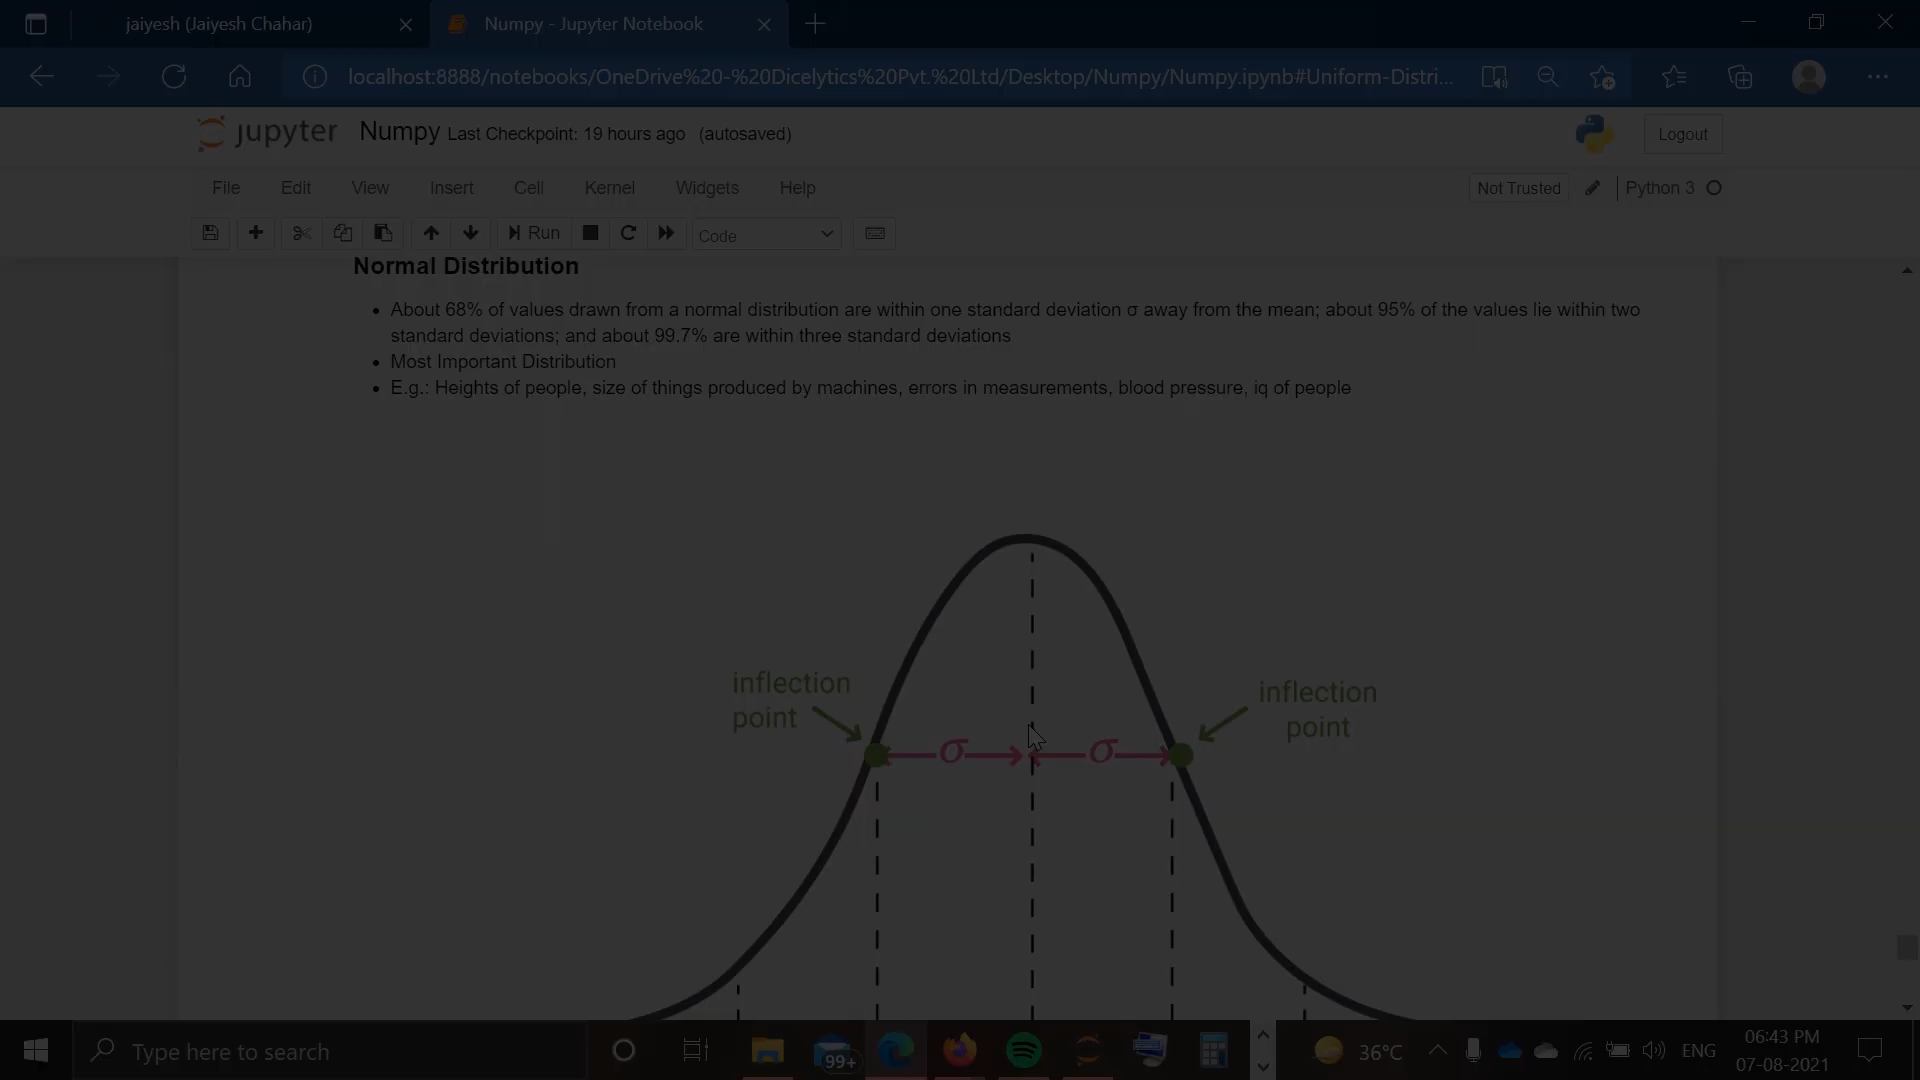 jaiyesh (Jaiyesh Chahar)
Numpy - Jupyter Notebook
localhost:8888/notebooks/OneDrive%20-%20Dicelytics%20Pvt.%20Ltd/Desktop/Numpy/Numpy.ipynb#Uniform-Distri...
jupyter Numpy Last Checkpoint: 19 hours ago (autosaved)
Logout
File Edit View Insert Cell Kernel Widgets Help
Not Trusted Python 3
Run Code
Normal Distribution
• About 68% of values drawn from a normal distribution are within one standard deviation σ away from the mean; about 95% of the values lie within two
standard deviations; and about 99.7% are within three standard deviations
• Most Important Distribution
• E.g.: Heights of people, size of things produced by machines, errors in measurements, blood pressure, iq of people
inflection
point
inflection
point
σ σ
Type here to search
99+
36°C
ENG
06:43 PM
07-08-2021